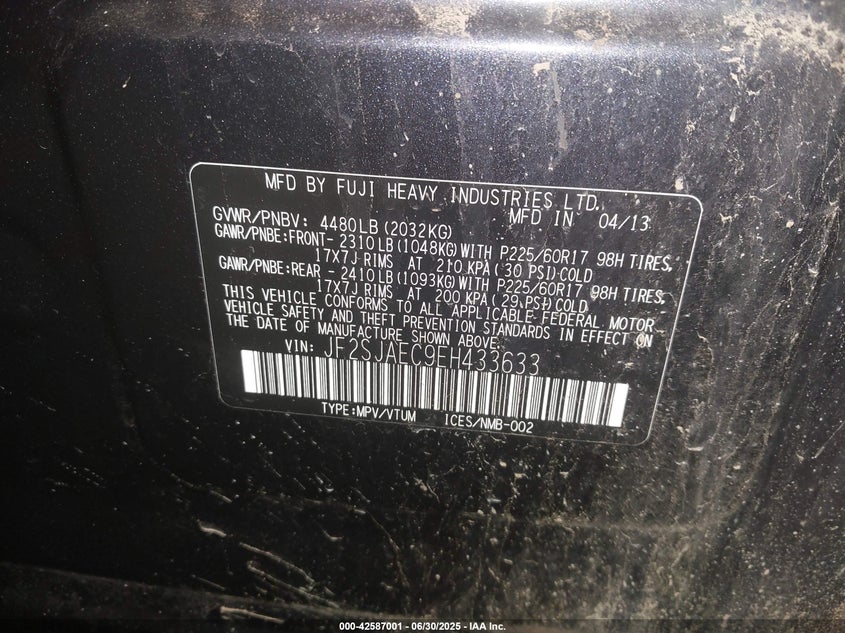 MFD BY FUJI HEAVY INDUSTRIES LTD.
MFD IN 04/13
GVWR/PNBV: 4480LB (2032KG)
GAWR/PNBE:FRONT- 2310LB (1048KG) WITH P225/60R17 98H TIRES,
17X7J RIMS AT 210 KPA (30 PSI) COLD
GAWR/PNBE:REAR - 2410LB (1093KG) WITH P225/60R17 98H TIRES,
17X7J RIMS AT 200 KPA (29 PSI) COLD
THIS VEHICLE CONFORMS TO ALL APPLICABLE FEDERAL MOTOR
VEHICLE SAFETY AND THEFT PREVENTION STANDARDS IN EFFECT ON
THE DATE OF MANUFACTURE SHOWN ABOVE.
VIN: JF2SJAEC9EH433633
TYPE:MPV/VTUM ICES/NMB-002
000-42587001 - 06/30/2025 - IAA Inc.